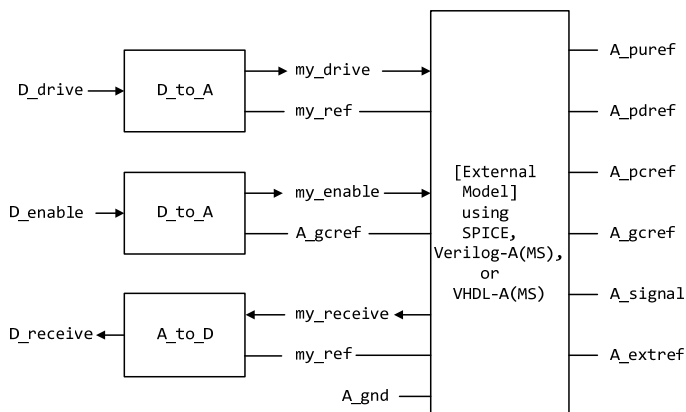 my_drive
A_puref
D_drive
D_to_A
my_ref
A_pdref
[External
Model]
using
SPICE,
Verilog-A(MS),
or
VHDL-A(MS)
A_pcref
my_enable
D_enable
D_to_A
A_gcref
A_gcref
my_receive
A_signal
D_receive
A_to_D
my_ref
A_extref
A_gnd